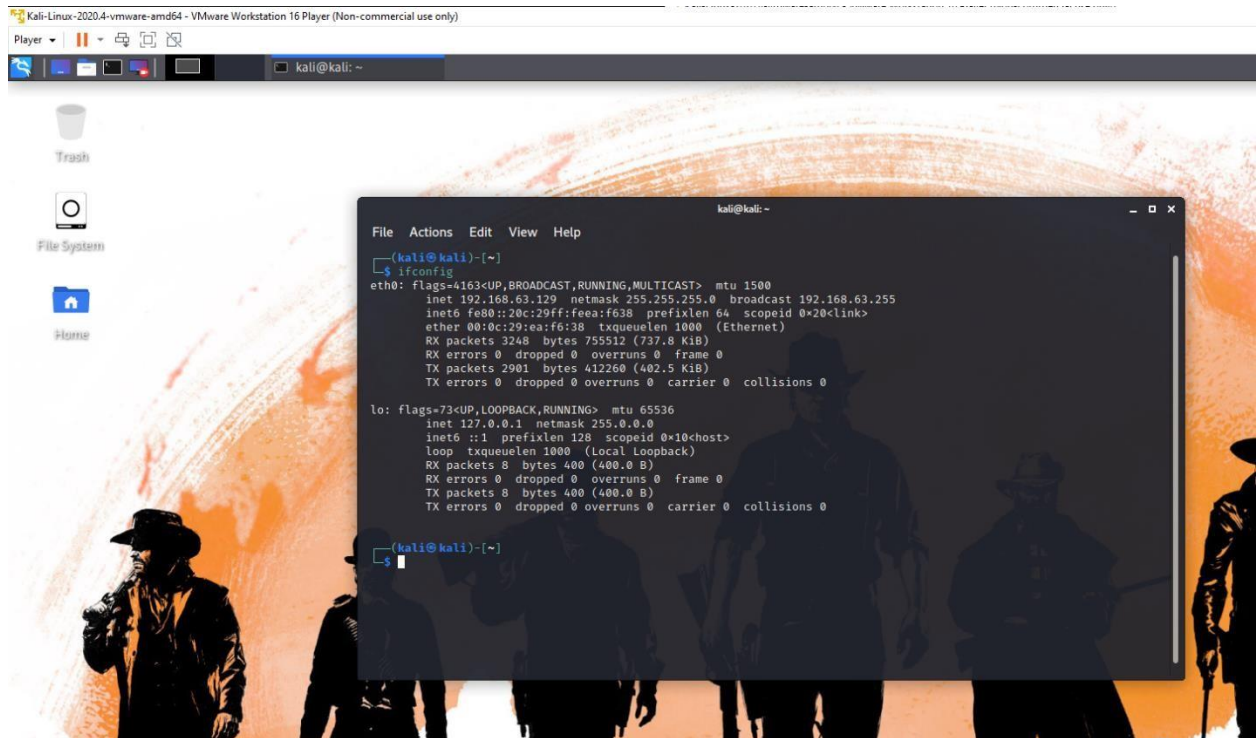 Kali-Linux-2020.4-vmware-amd64 - VMware Workstation 16 Player (Non-commercial use only)
Player
kali@kali: ~
Trash
File System
Home
kali@kali: ~
File Actions Edit View Help
(kali㉿kali)-[~]
$ ifconfig
eth0: flags=4163<UP,BROADCAST,RUNNING,MULTICAST> mtu 1500
inet 192.168.63.129 netmask 255.255.255.0 broadcast 192.168.63.255
inet6 fe80::20c:29ff:feea:f638 prefixlen 64 scopeid 0×20<link>
ether 00:0c:29:ea:f6:38 txqueuelen 1000 (Ethernet)
RX packets 3248 bytes 755512 (737.8 KiB)
RX errors 0 dropped 0 overruns 0 frame 0
TX packets 2901 bytes 412260 (402.5 KiB)
TX errors 0 dropped 0 overruns 0 carrier 0 collisions 0
lo: flags=73<UP,LOOPBACK,RUNNING> mtu 65536
inet 127.0.0.1 netmask 255.0.0.0
inet6 ::1 prefixlen 128 scopeid 0×10<host>
loop txqueuelen 1000 (Local Loopback)
RX packets 8 bytes 400 (400.0 B)
RX errors 0 dropped 0 overruns 0 frame 0
TX packets 8 bytes 400 (400.0 B)
TX errors 0 dropped 0 overruns 0 carrier 0 collisions 0
(kali㉿kali)-[~]
$